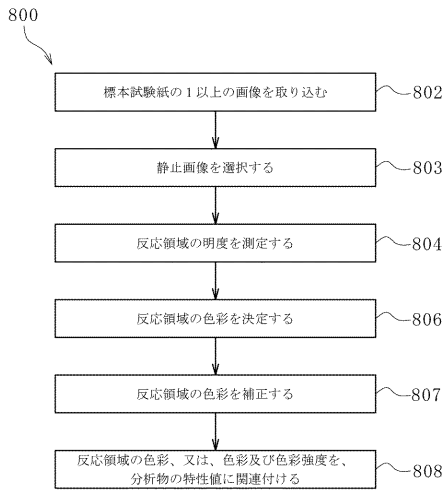 800
標本試験紙の１以上の画像を取り込む
802
静止画像を選択する
803
反応領域の明度を測定する
804
反応領域の色彩を決定する
806
反応領域の色彩を補正する
807
反応領域の色彩、又は、色彩及び色彩強度を、
分析物の特性値に関連付ける
808